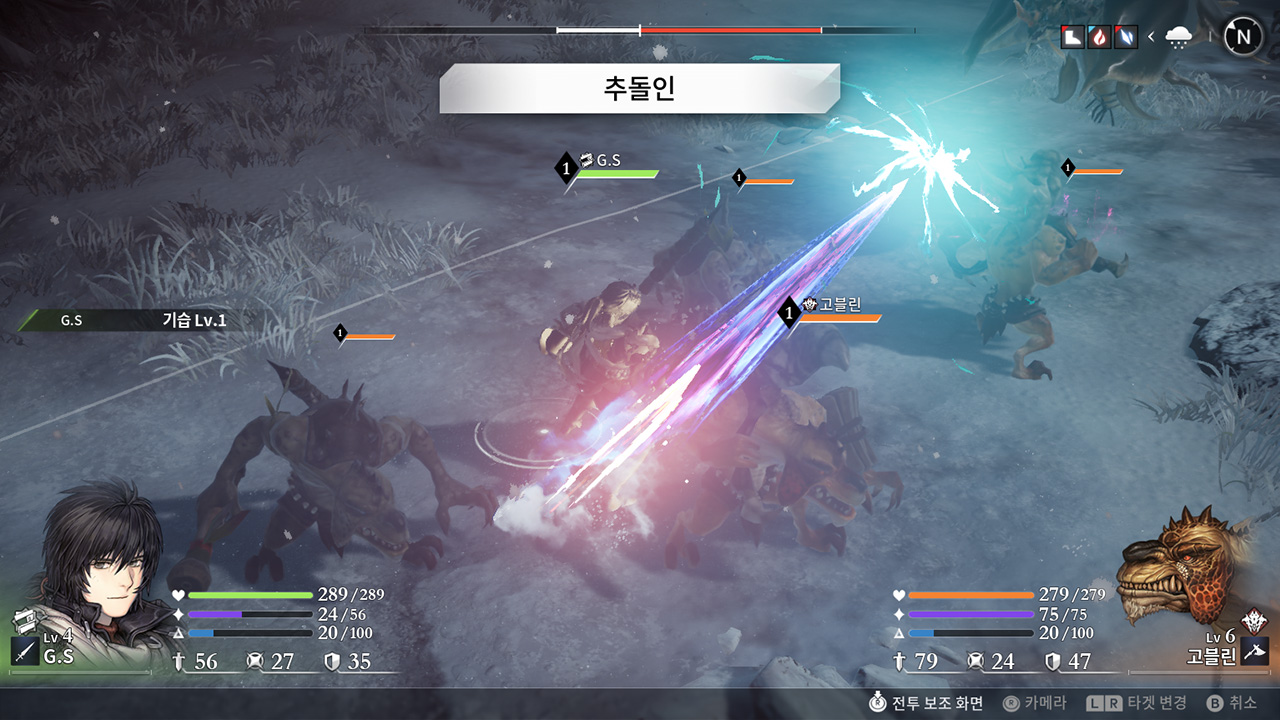 N
추돌인
1 G.S
1
1
1 고블린
G.S 기습 Lv.1
1
289/289
24/56
20/100
Lv 4
G.S
56 27 35
279/279
75/75
20/100
Lv 6
고블린
79 24 47
R 전투 보조 화면 R 카메라 L R 타겟 변경 B 취소